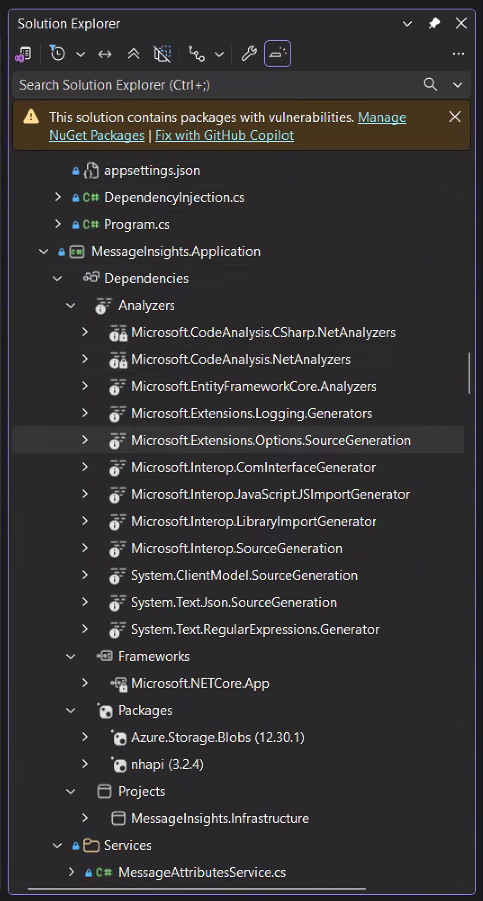 Solution Explorer
Search Solution Explorer (Ctrl+;)
This solution contains packages with vulnerabilities. Manage
NuGet Packages | Fix with GitHub Copilot
appsettings.json
C# DependencyInjection.cs
C# Program.cs
C# MessageInsights.Application
Dependencies
Analyzers
Microsoft.CodeAnalysis.CSharp.NetAnalyzers
Microsoft.CodeAnalysis.NetAnalyzers
Microsoft.EntityFrameworkCore.Analyzers
Microsoft.Extensions.Logging.Generators
Microsoft.Extensions.Options.SourceGeneration
Microsoft.Interop.ComInterfaceGenerator
Microsoft.Interop.JavaScript.JSImportGenerator
Microsoft.Interop.LibraryImportGenerator
Microsoft.Interop.SourceGeneration
System.ClientModel.SourceGeneration
System.Text.Json.SourceGeneration
System.Text.RegularExpressions.Generator
Frameworks
Microsoft.NETCore.App
Packages
Azure.Storage.Blobs (12.30.1)
nhapi (3.2.4)
Projects
MessageInsights.Infrastructure
Services
C# MessageAttributesService.cs